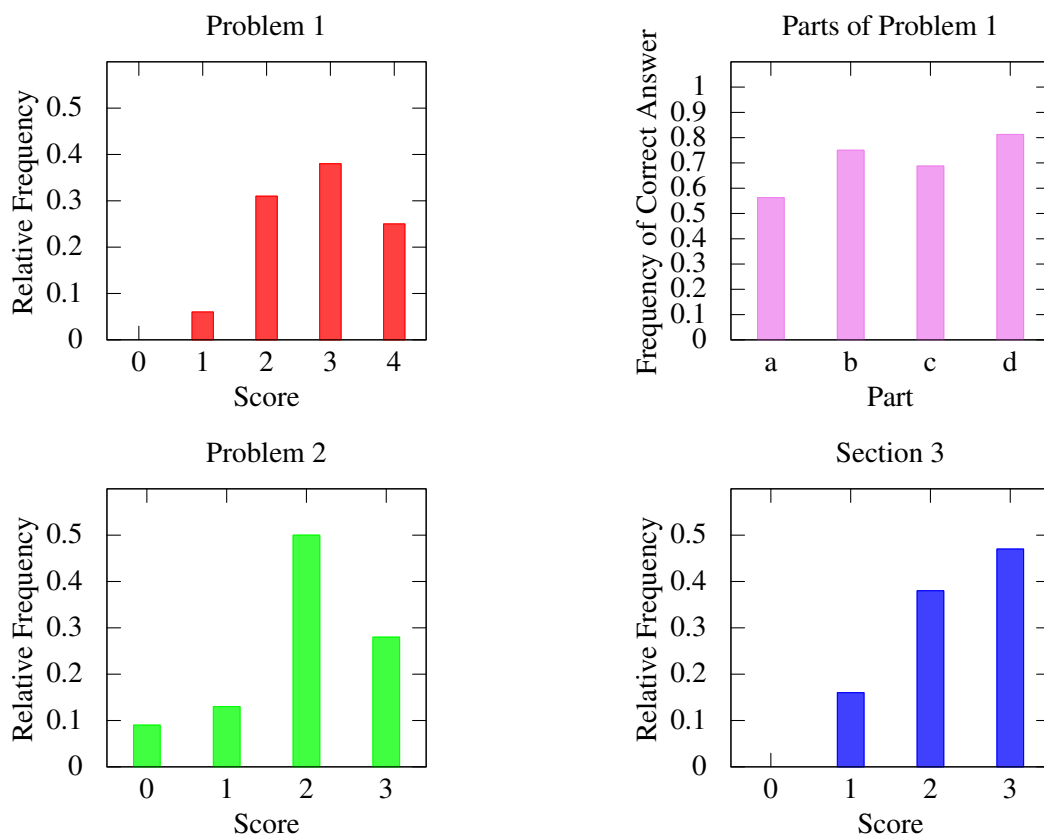 Problem 1
Relative Frequency
0.5
0.4
0.3
0.2
0.1
0
0 1 2 3 4
Score
Parts of Problem 1
Frequency of Correct Answer
1
0.9
0.8
0.7
0.6
0.5
0.4
0.3
0.2
0.1
0
a b c d
Part
Problem 2
Relative Frequency
0.5
0.4
0.3
0.2
0.1
0
0 1 2 3
Score
Section 3
Relative Frequency
0.5
0.4
0.3
0.2
0.1
0
0 1 2 3
Score